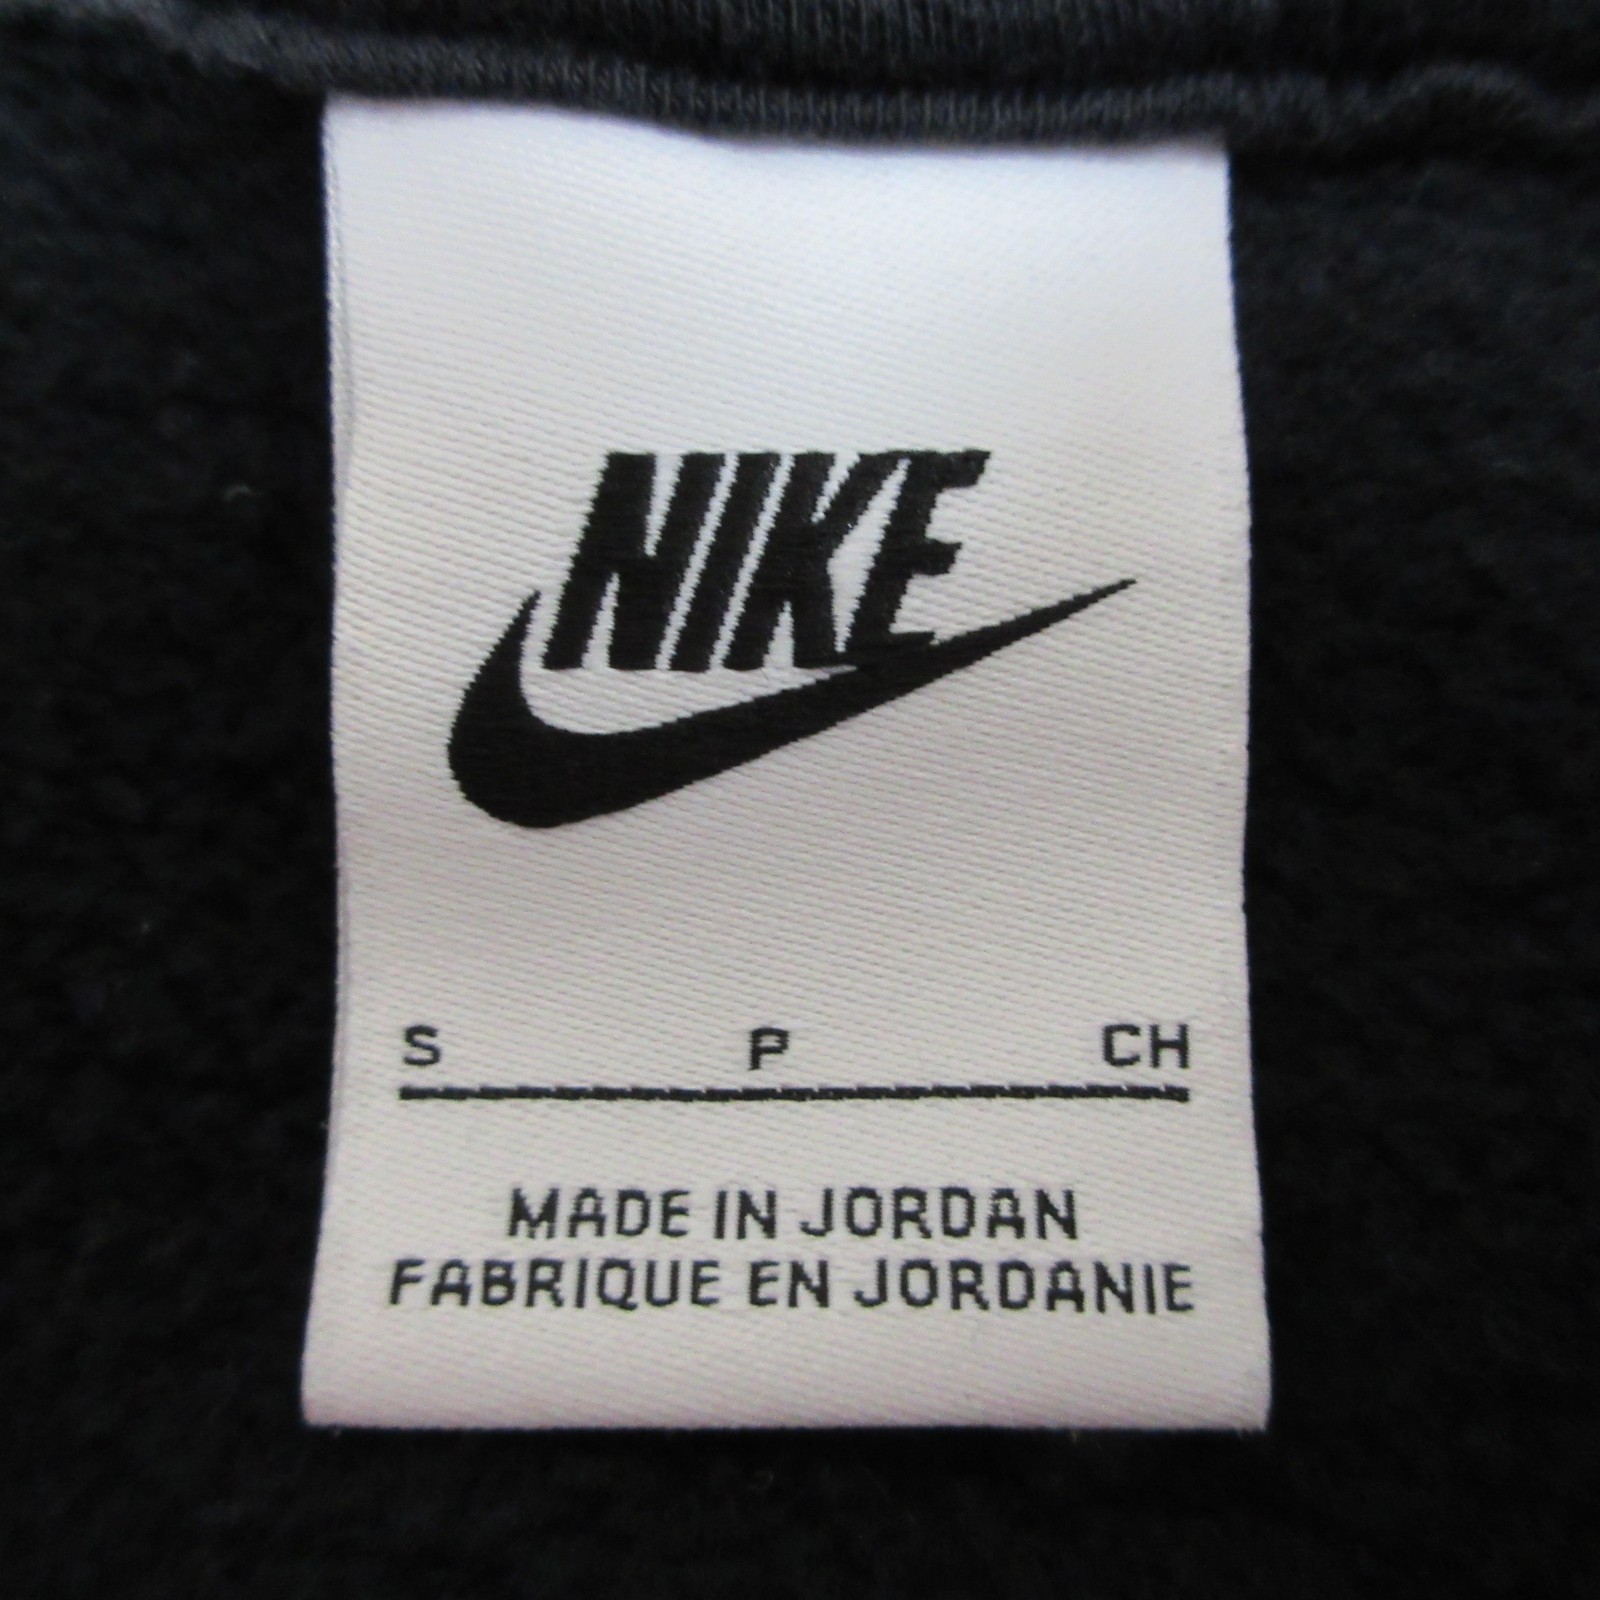 NIKE
S P CH
MADE IN JORDAN
FABRIQUE EN JORDANIE